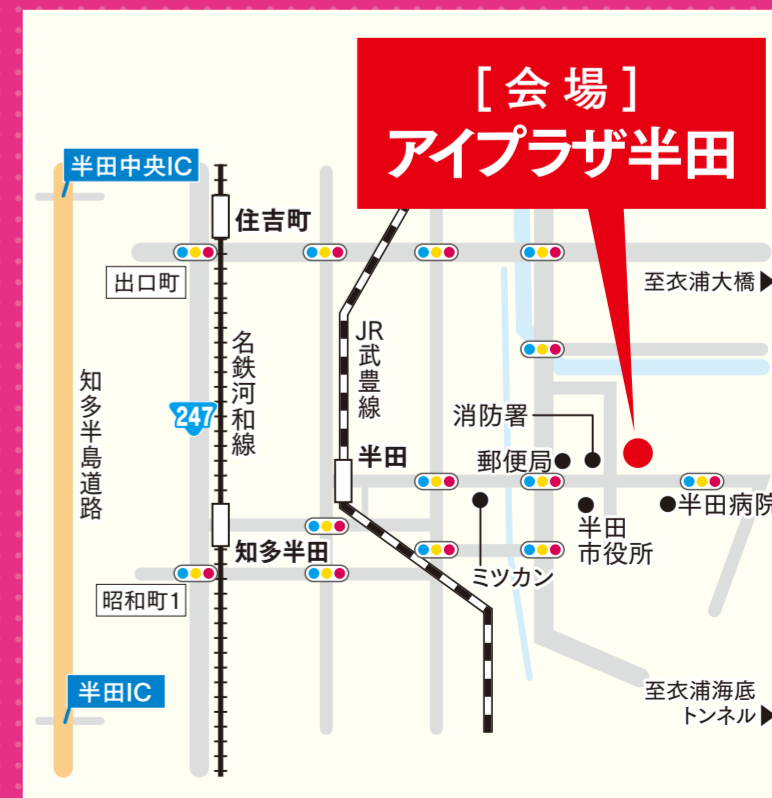 ［会場］
アイプラザ半田
半田中央IC
住吉町
出口町
至衣浦大橋▶
名鉄河和線
JR武豊線
知多半島道路
247
消防署
郵便局
半田
半田病院
半田
市役所
知多半田
ミツカン
昭和町1
半田IC
至衣浦海底
トンネル▶